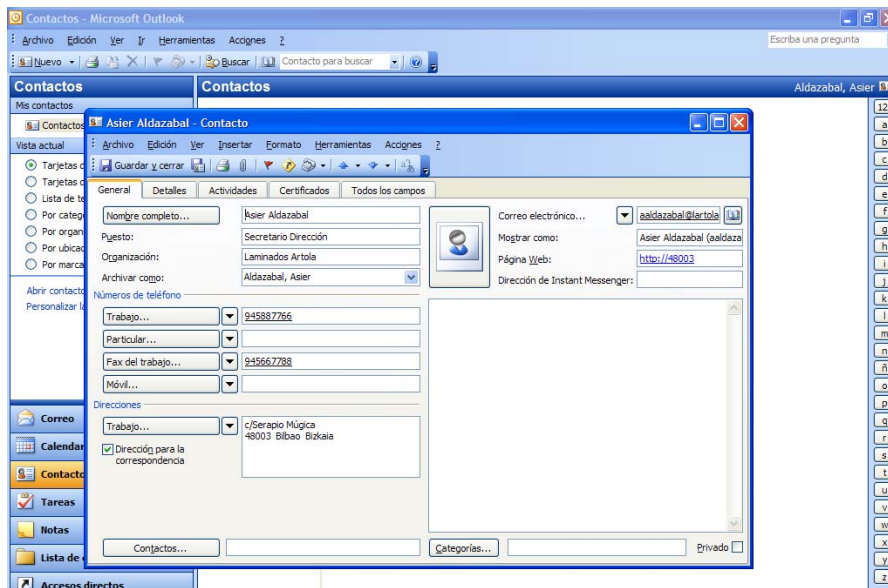 Contactos - Microsoft Outlook
Archivo Edición Ver Ir Herramientas Acciones ?
Escriba una pregunta
Nuevo Buscar Contacto para buscar
Contactos
Contactos
Aldazabal, Asier
Mis contactos
Contactos
Vista actual
Tarjetas d
Tarjetas d
Lista de te
Por categ
Por organ
Por ubicac
Por marca
Abrir contacto
Personalizar la
Correo
Calendar
Contacto
Tareas
Notas
Lista de
Accesos directos
Asier Aldazabal - Contacto
Archivo Edición Ver Insertar Formato Herramientas Acciones ?
Guardar y cerrar
General Detalles Actividades Certificados Todos los campos
Nombre completo... Asier Aldazabal
Puesto: Secretario Dirección
Organización: Laminados Artola
Archivar como: Aldazabal, Asier
Correo electrónico... aaldazabal@lartola
Mostrar como: Asier Aldazabal (aaldaza
Página Web: http://48003
Dirección de Instant Messenger:
Números de teléfono
Trabajo... 945887766
Particular...
Fax del trabajo... 945667788
Móvil...
Direcciones
Trabajo... c/Serapio Múgica
48003 Bilbao Bizkaia
Dirección para la
correspondencia
Contactos... Categorías... Privado
12
a
b
c
d
e
f
g
h
i
j
k
l
m
n
ñ
o
p
q
r
s
t
u
v
w
x
y
z